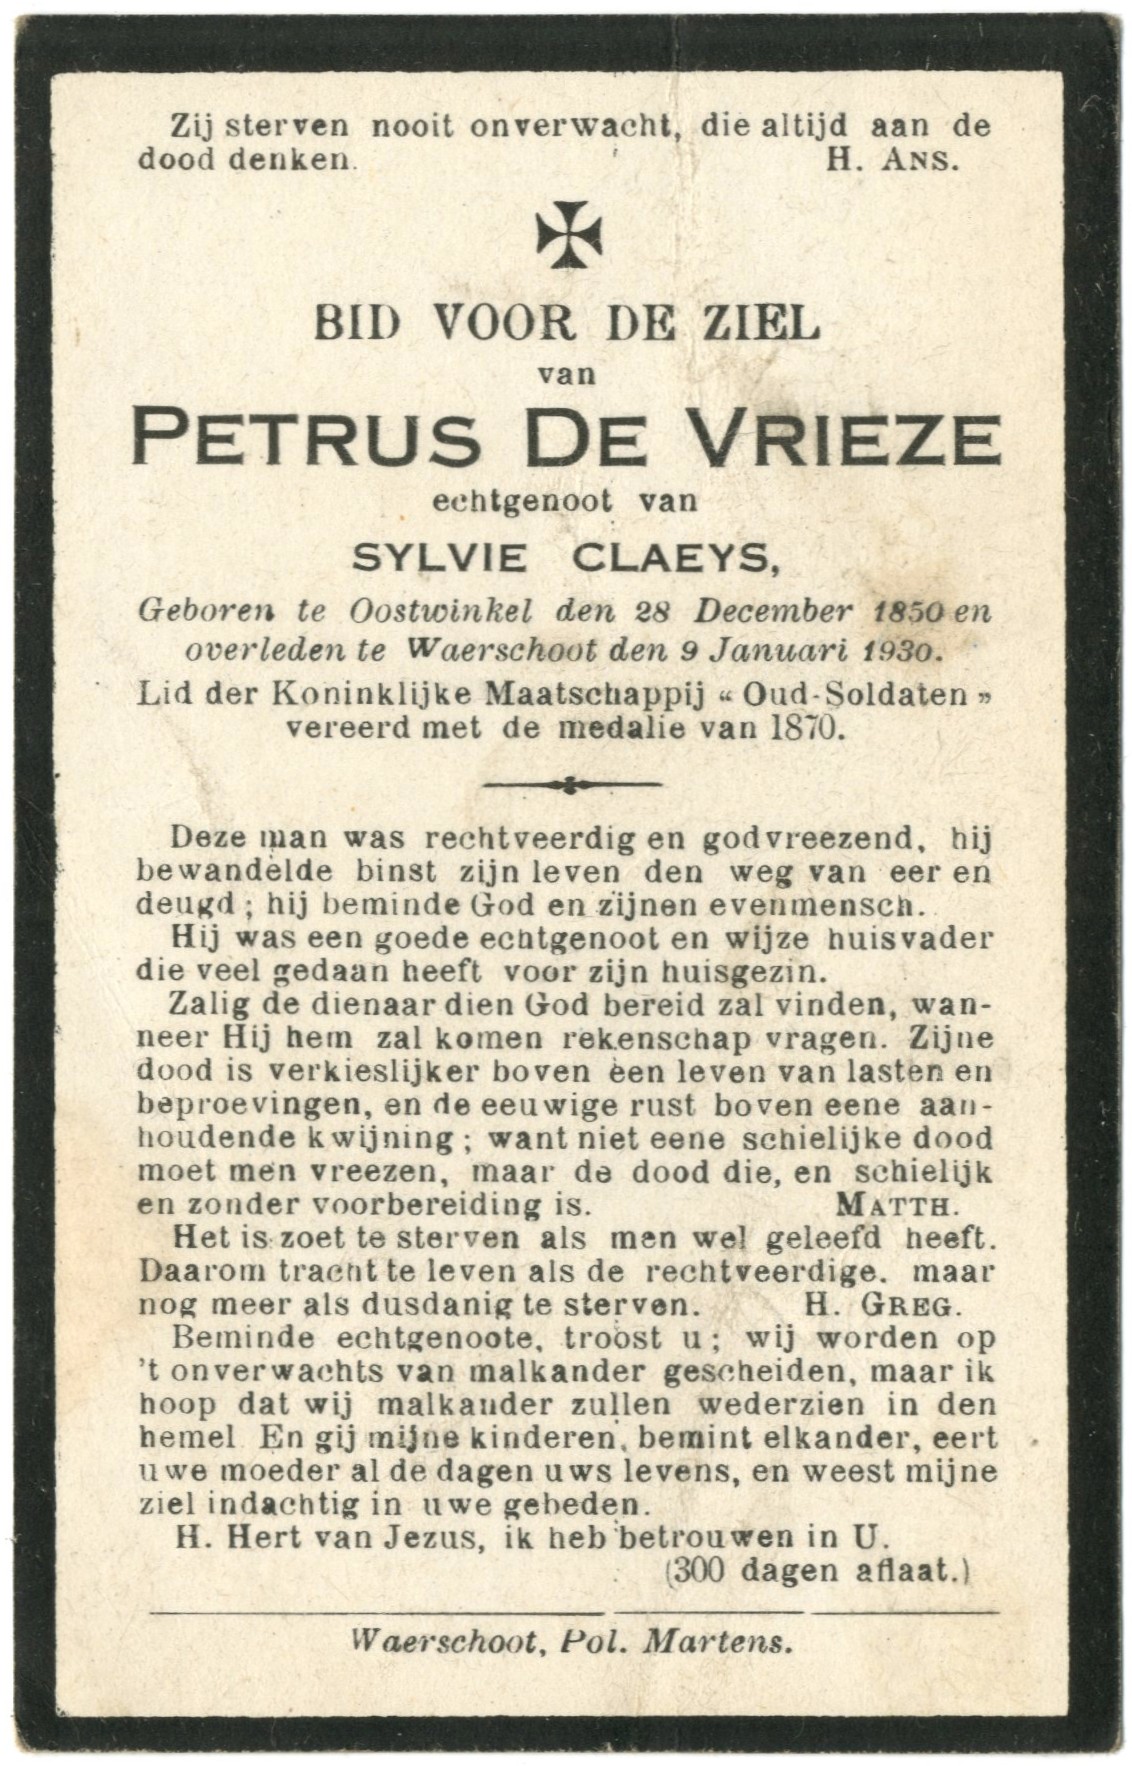 Zij sterven nooit onverwacht, die altijd aan de
dood denken. H. ANS.
BID VOOR DE ZIEL
van
PETRUS DE VRIEZE
echtgenoot van
SYLVIE CLAEYS,
Geboren te Oostwinkel den 28 December 1850 en
overleden te Waerschoot den 9 Januari 1930.
Lid der Koninklijke Maatschappij “ Oud-Soldaten ”
vereerd met de medalie van 1870.
Deze man was rechtveerdig en godvreezend, hij
bewandelde binst zijn leven den weg van eer en
deugd ; hij beminde God en zijnen evenmensch.
Hij was een goede echtgenoot en wijze huisvader
die veel gedaan heeft voor zijn huisgezin.
Zalig de dienaar dien God bereid zal vinden, wan-
neer Hij hem zal komen rekenschap vragen. Zijne
dood is verkieslijker boven een leven van lasten en
beproevingen, en de eeuwige rust boven eene aan-
houdende kwijning ; want niet eene schielijke dood
moet men vreezen, maar de dood die, en schielijk
en zonder voorbereiding is. MATTH.
Het is zoet te sterven als men wel geleefd heeft.
Daarom tracht te leven als de rechtveerdige. maar
nog meer als dusdanig te sterven. H. GREG.
Beminde echtgenoote, troost u ; wij worden op
't onverwachts van malkander gescheiden, maar ik
hoop dat wij malkander zullen wederzien in den
hemel En gij mijne kinderen, bemint elkander, eert
uwe moeder al de dagen uws levens, en weest mijne
ziel indachtig in uwe gebeden.
H. Hert van Jezus, ik heb betrouwen in U.
(300 dagen aflaat.)
Waerschoot, Pol. Martens.